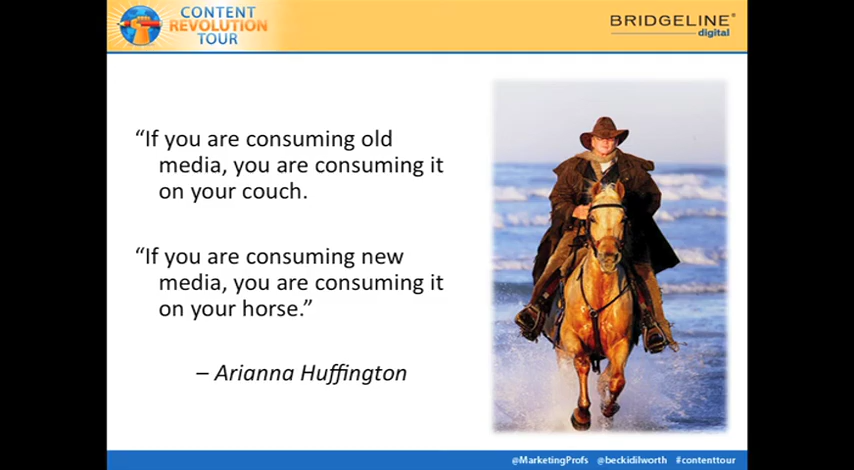 CONTENT
REVOLUTION
TOUR
BRIDGELINE®
digital
“If you are consuming old
media, you are consuming it
on your couch.
“If you are consuming new
media, you are consuming it
on your horse.”
– Arianna Huffington
@MarketingProfs @beckidilworth #contenttour